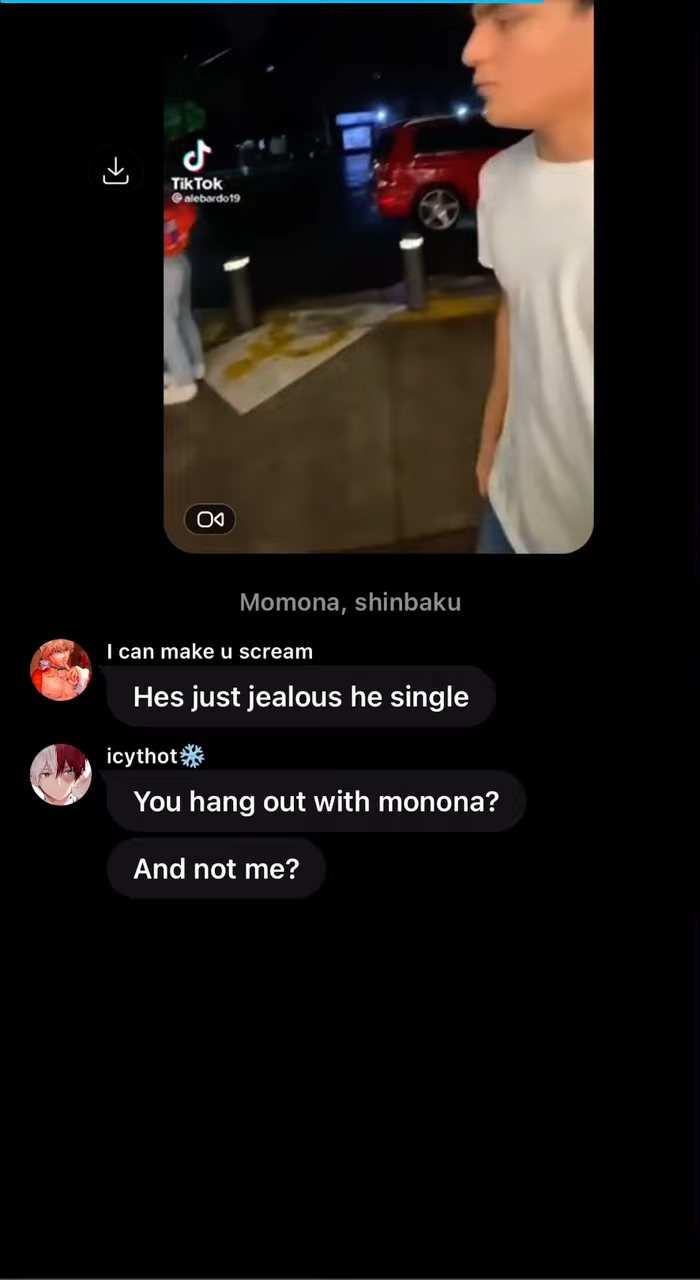 TikTok
@alebardo19
Momona, shinbaku
I can make u scream
Hes just jealous he single
icythot❄️
You hang out with monona?
And not me?